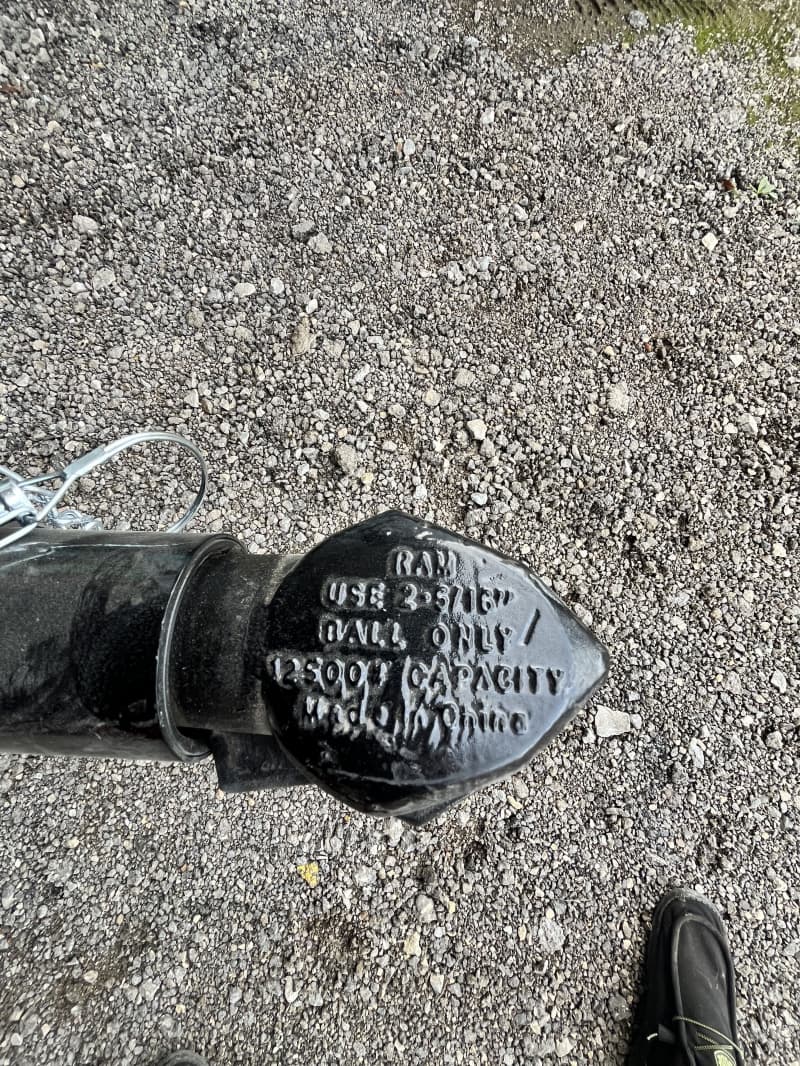 RAM
USE 2-5/16"
BALL ONLY
12500# CAPACITY
Made In China